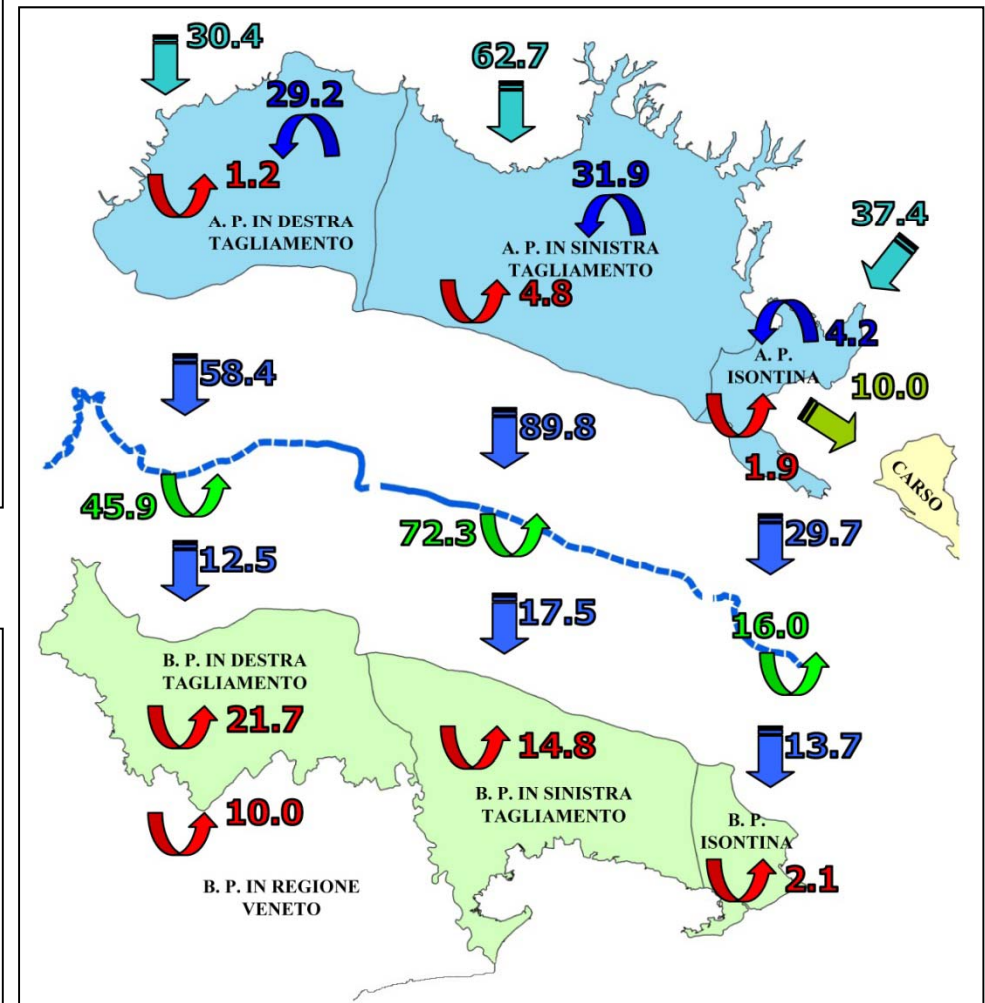 30.4
62.7
29.2
1.2
31.9
A. P. IN DESTRA
TAGLIAMENTO
A. P. IN SINISTRA
TAGLIAMENTO
37.4
4.8
4.2
A. P.
ISONTINA
10.0
58.4
89.8
1.9
CARSO
45.9
72.3
29.7
12.5
17.5
16.0
B. P. IN DESTRA
TAGLIAMENTO
21.7
14.8
13.7
B. P. IN SINISTRA
TAGLIAMENTO
10.0
B. P.
ISONTINA
2.1
B. P. IN REGIONE
VENETO